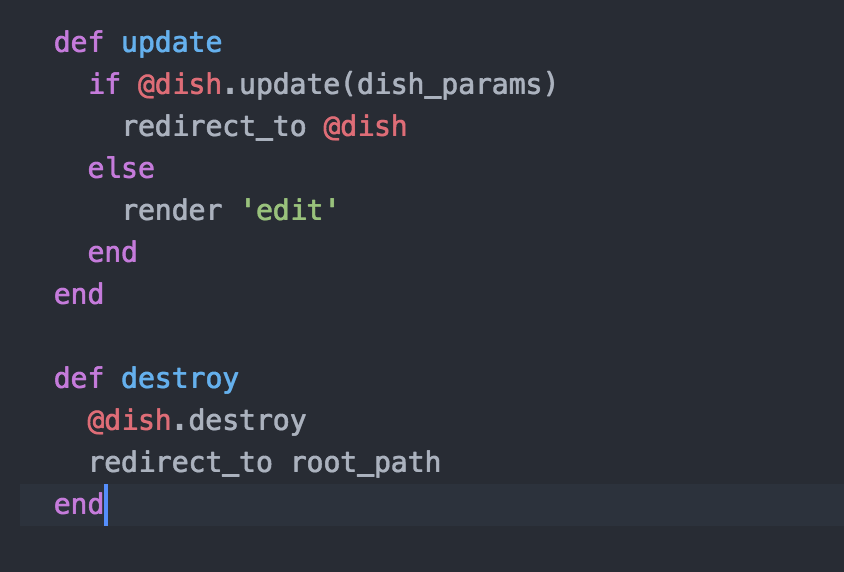 def update
  if @dish.update(dish_params)
    redirect_to @dish
  else
    render 'edit'
  end
end

def destroy
  @dish.destroy
  redirect_to root_path
end